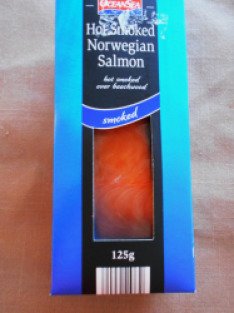 OCEANSEA
Hot Smoked
Norwegian
Salmon
hot smoked
over beechwood
smoked
125g